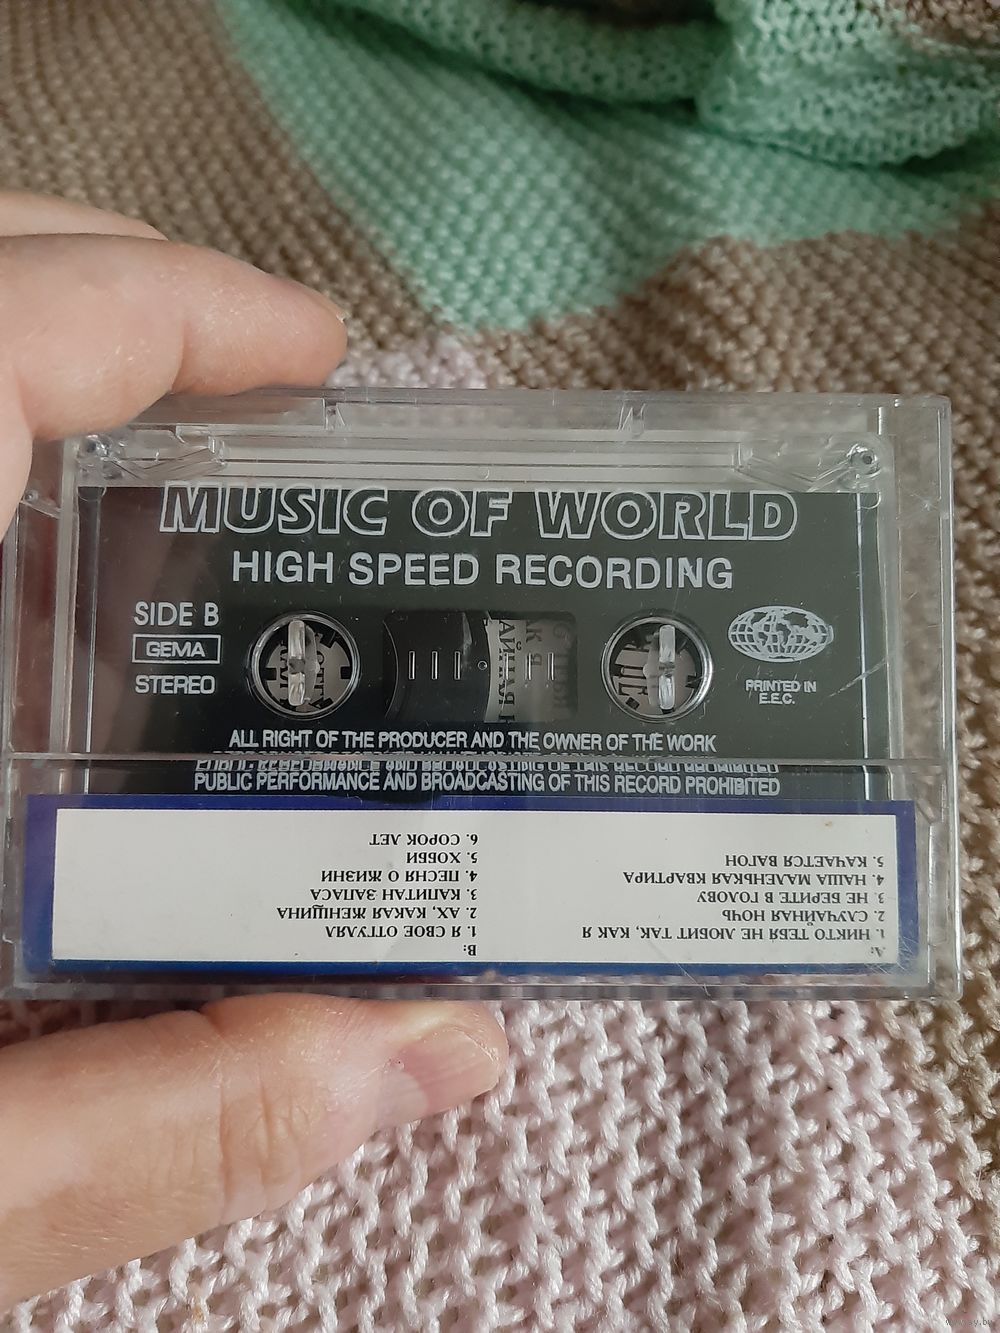 MUSIC OF WORLD
HIGH SPEED RECORDING
SIDE B
GEMA
STEREO
PRINTED IN
E.E.C.
ALL RIGHT OF THE PRODUCER AND THE OWNER OF THE WORK
PUBLIC PERFORMANCE AND BROADCASTING OF THIS RECORD PROHIBITED
А:
1. НИКТО ТЕБЯ НЕ ЛЮБИТ ТАК, КАК Я
2. СЛУЧАЙНАЯ НОЧЬ
3. НЕ БЕРИТЕ В ГОЛОВУ
4. НАША МАЛЕНЬКАЯ КВАРТИРА
5. КАЧАЕТСЯ ВАГОН
В:
1. Я СВОЕ ОТГУЛЯЛ
2. АХ, КАКАЯ ЖЕНЩИНА
3. КАПИТАН ЗАПАСА
4. ПЕСНЯ О ЖИЗНИ
5. ХОББИ
6. СОРОК ЛЕТ